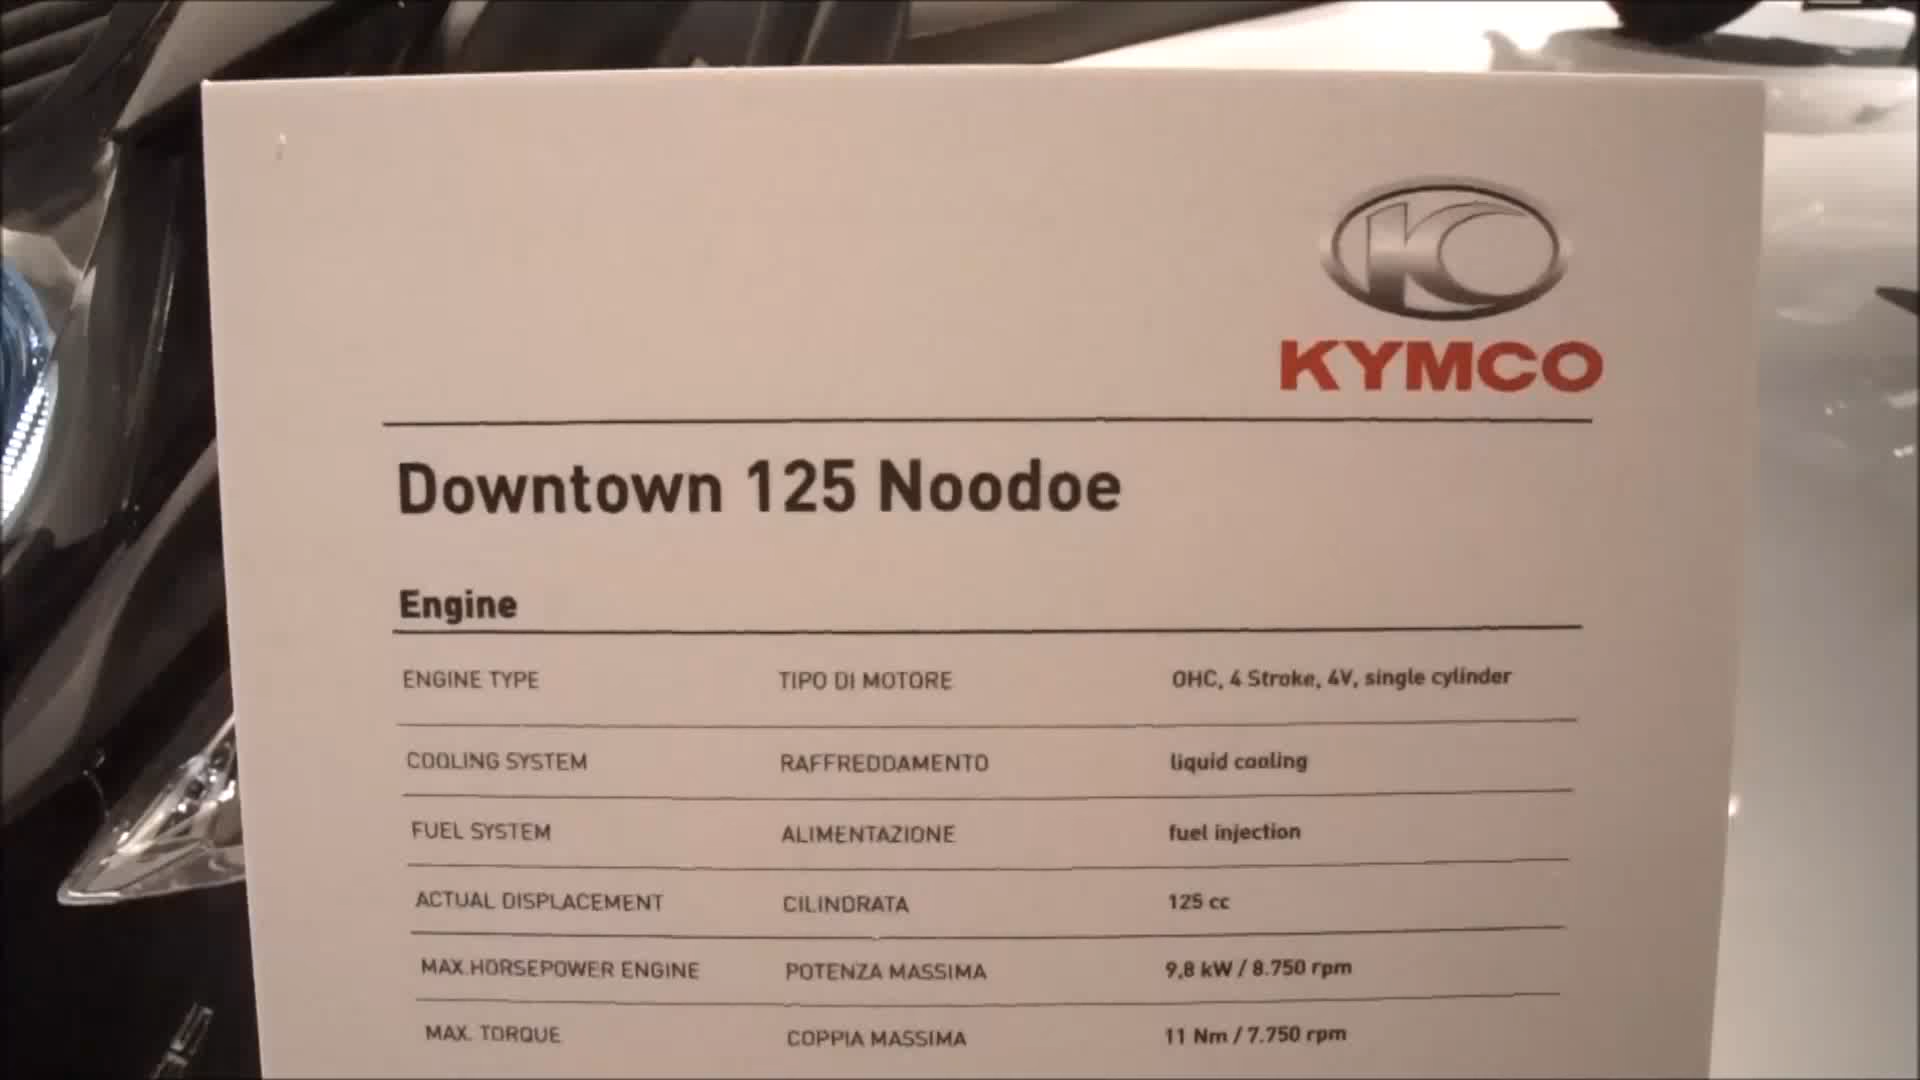 KYMCO
Downtown 125 Noodoe
Engine
ENGINE TYPE TIPO DI MOTORE OHC, 4 Stroke, 4V, single cylinder
COOLING SYSTEM RAFFREDDAMENTO liquid cooling
FUEL SYSTEM ALIMENTAZIONE fuel injection
ACTUAL DISPLACEMENT CILINDRATA 125 cc
MAX.HORSEPOWER ENGINE POTENZA MASSIMA 9,8 kW / 8.750 rpm
MAX. TORQUE COPPIA MASSIMA 11 Nm / 7.750 rpm